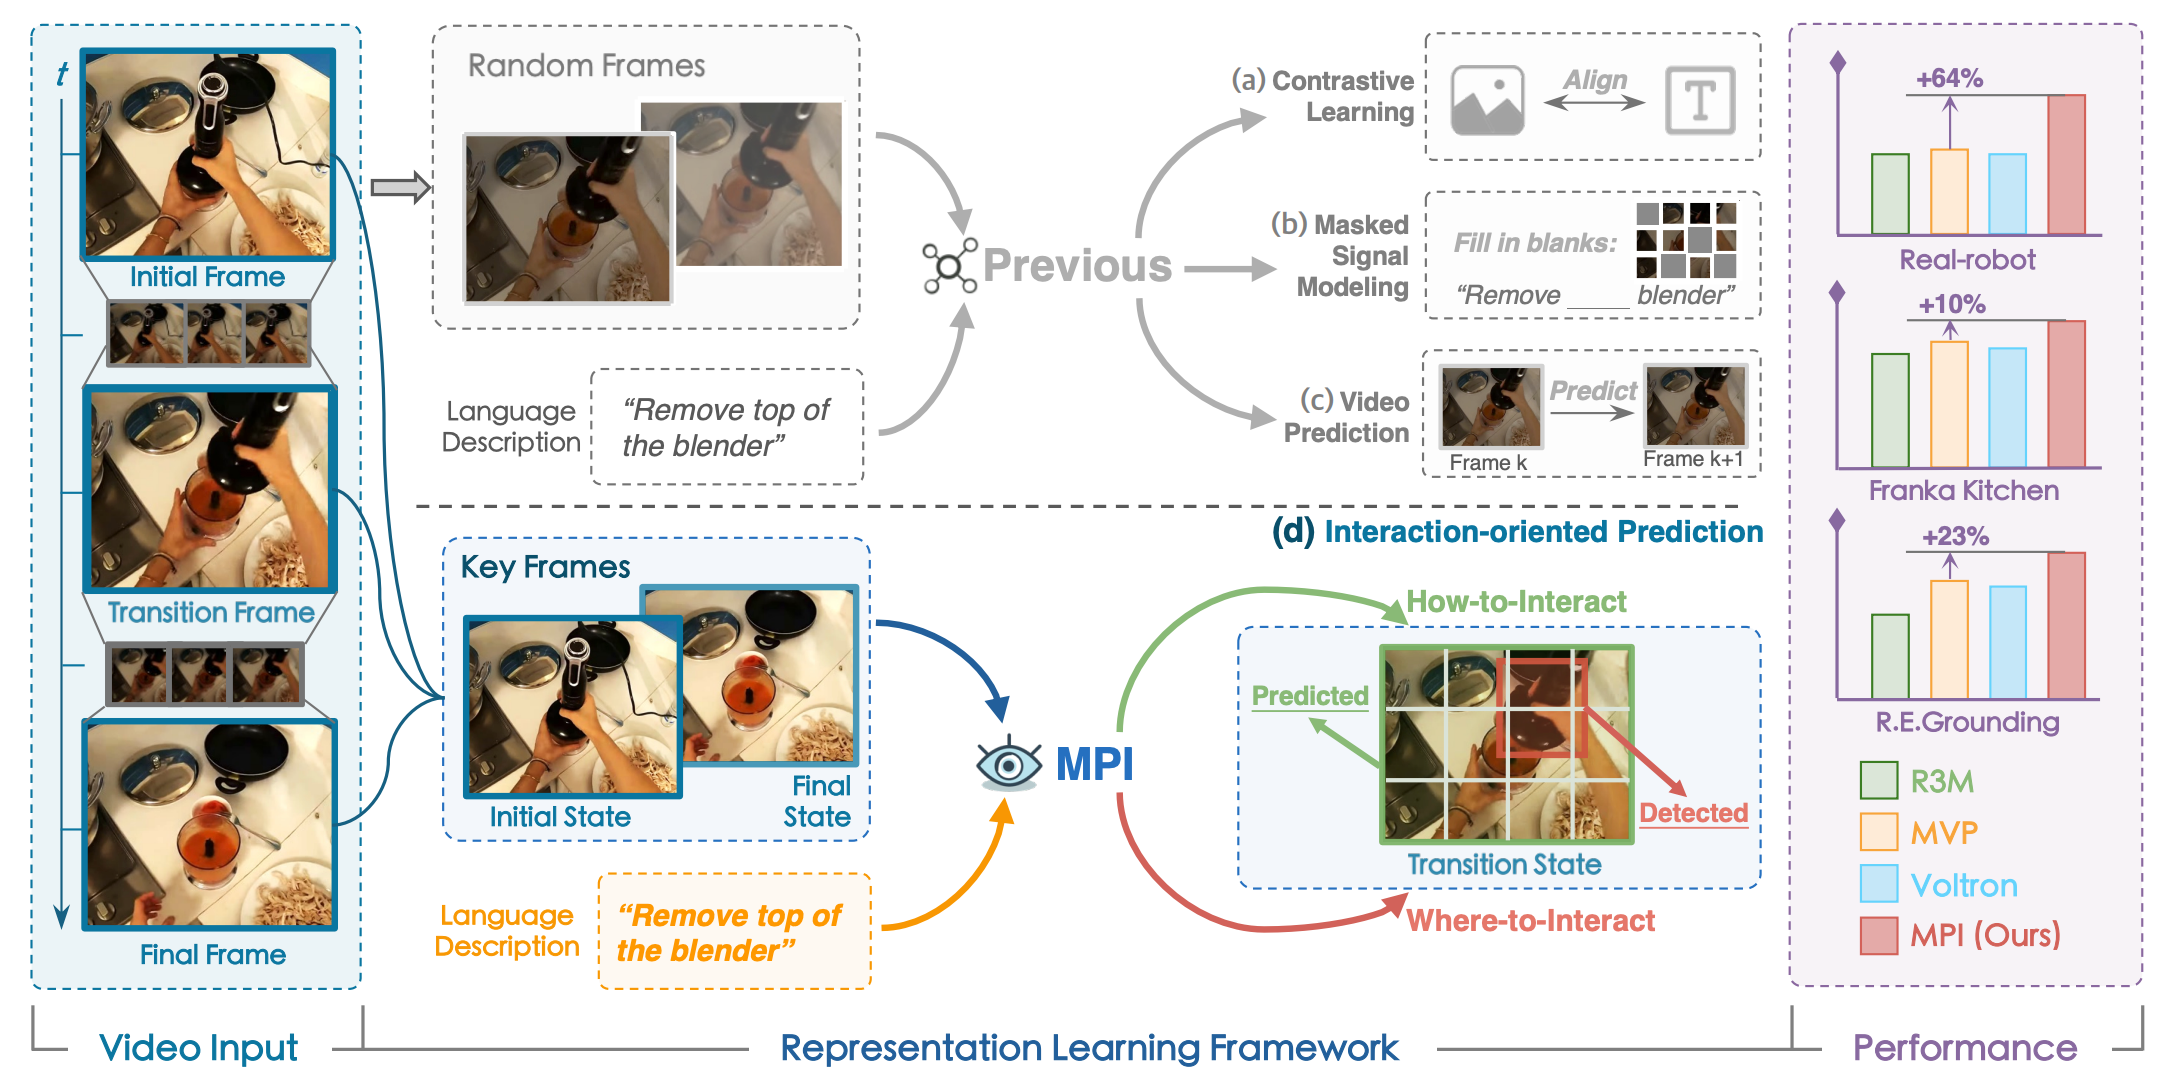 t
Initial Frame
Transition Frame
Final Frame
Random Frames
Language
Description
“Remove top of
the blender”
Previous
(a) Contrastive
Learning
Align
T
(b) Masked
Signal
Modeling
Fill in blanks:
“Remove _____ blender”
(c) Video
Prediction
Predict
Frame k
Frame k+1
Key Frames
Initial State
Final
State
Language
Description
“Remove top of
the blender”
MPI
(d) Interaction-oriented Prediction
How-to-Interact
Predicted
Detected
Transition State
Where-to-Interact
+64%
Real-robot
+10%
Franka Kitchen
+23%
R.E.Grounding
R3M
MVP
Voltron
MPI (Ours)
Video Input
Representation Learning Framework
Performance